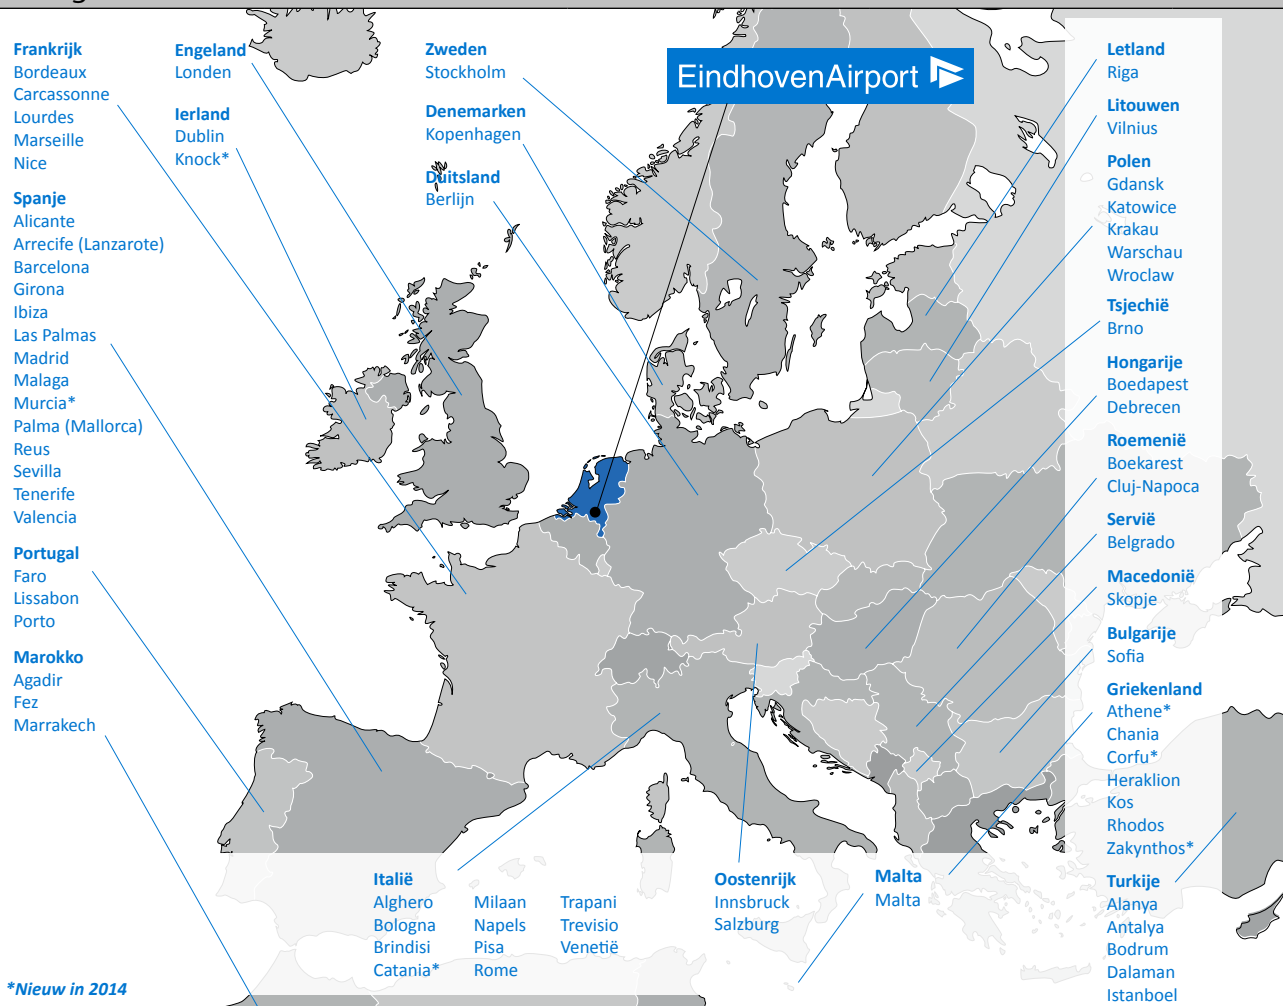 Frankrijk
Bordeaux
Carcassonne
Lourdes
Marseille
Nice
Spanje
Alicante
Arrecife (Lanzarote)
Barcelona
Girona
Ibiza
Las Palmas
Madrid
Malaga
Murcia*
Palma (Mallorca)
Reus
Sevilla
Tenerife
Valencia
Portugal
Faro
Lissabon
Porto
Marokko
Agadir
Fez
Marrakech
*Nieuw in 2014
Engeland
Londen
Ierland
Dublin
Knock*
Zweden
Stockholm
Denemarken
Kopenhagen
Duitsland
Berlijn
EindhovenAirport
Italië
Alghero
Bologna
Brindisi
Catania*
Milaan
Napels
Pisa
Rome
Trapani
Trevisio
Venetië
Oostenrijk
Innsbruck
Salzburg
Malta
Malta
Letland
Riga
Litouwen
Vilnius
Polen
Gdansk
Katowice
Krakau
Warschau
Wroclaw
Tsjechië
Brno
Hongarije
Boedapest
Debrecen
Roemenië
Boekarest
Cluj-Napoca
Servië
Belgrado
Macedonië
Skopje
Bulgarije
Sofia
Griekenland
Athene*
Chania
Corfu*
Heraklion
Kos
Rhodos
Zakynthos*
Turkije
Alanya
Antalya
Bodrum
Dalaman
Istanboel